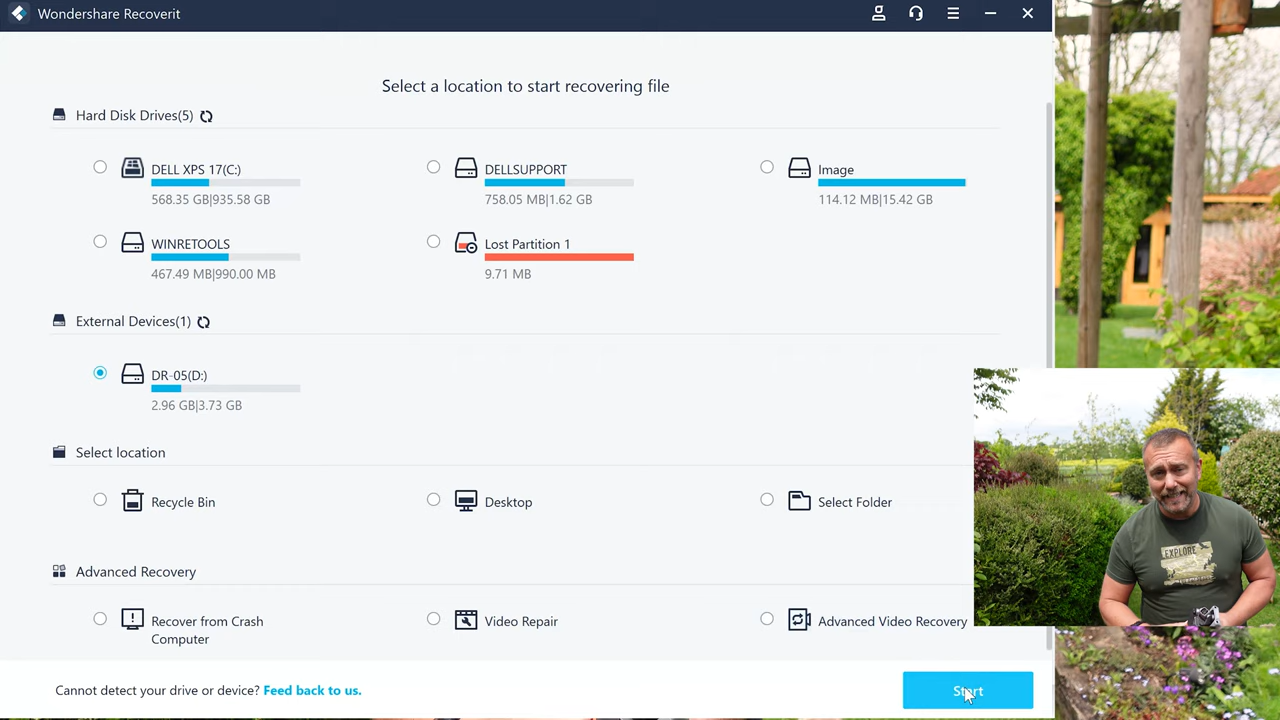 Wondershare Recoverit
Select a location to start recovering file
Hard Disk Drives(5)
DELL XPS 17(C:)
568.35 GB|935.58 GB
DELLSUPPORT
758.05 MB|1.62 GB
Image
114.12 MB|15.42 GB
WINRETOOLS
467.49 MB|990.00 MB
Lost Partition 1
9.71 MB
External Devices(1)
DR-05(D:)
2.96 GB|3.73 GB
Select location
Recycle Bin
Desktop
Select Folder
Advanced Recovery
Recover from Crash
Computer
Video Repair
Advanced Video Recovery
EXPLORE
Cannot detect your drive or device? Feed back to us.
Start